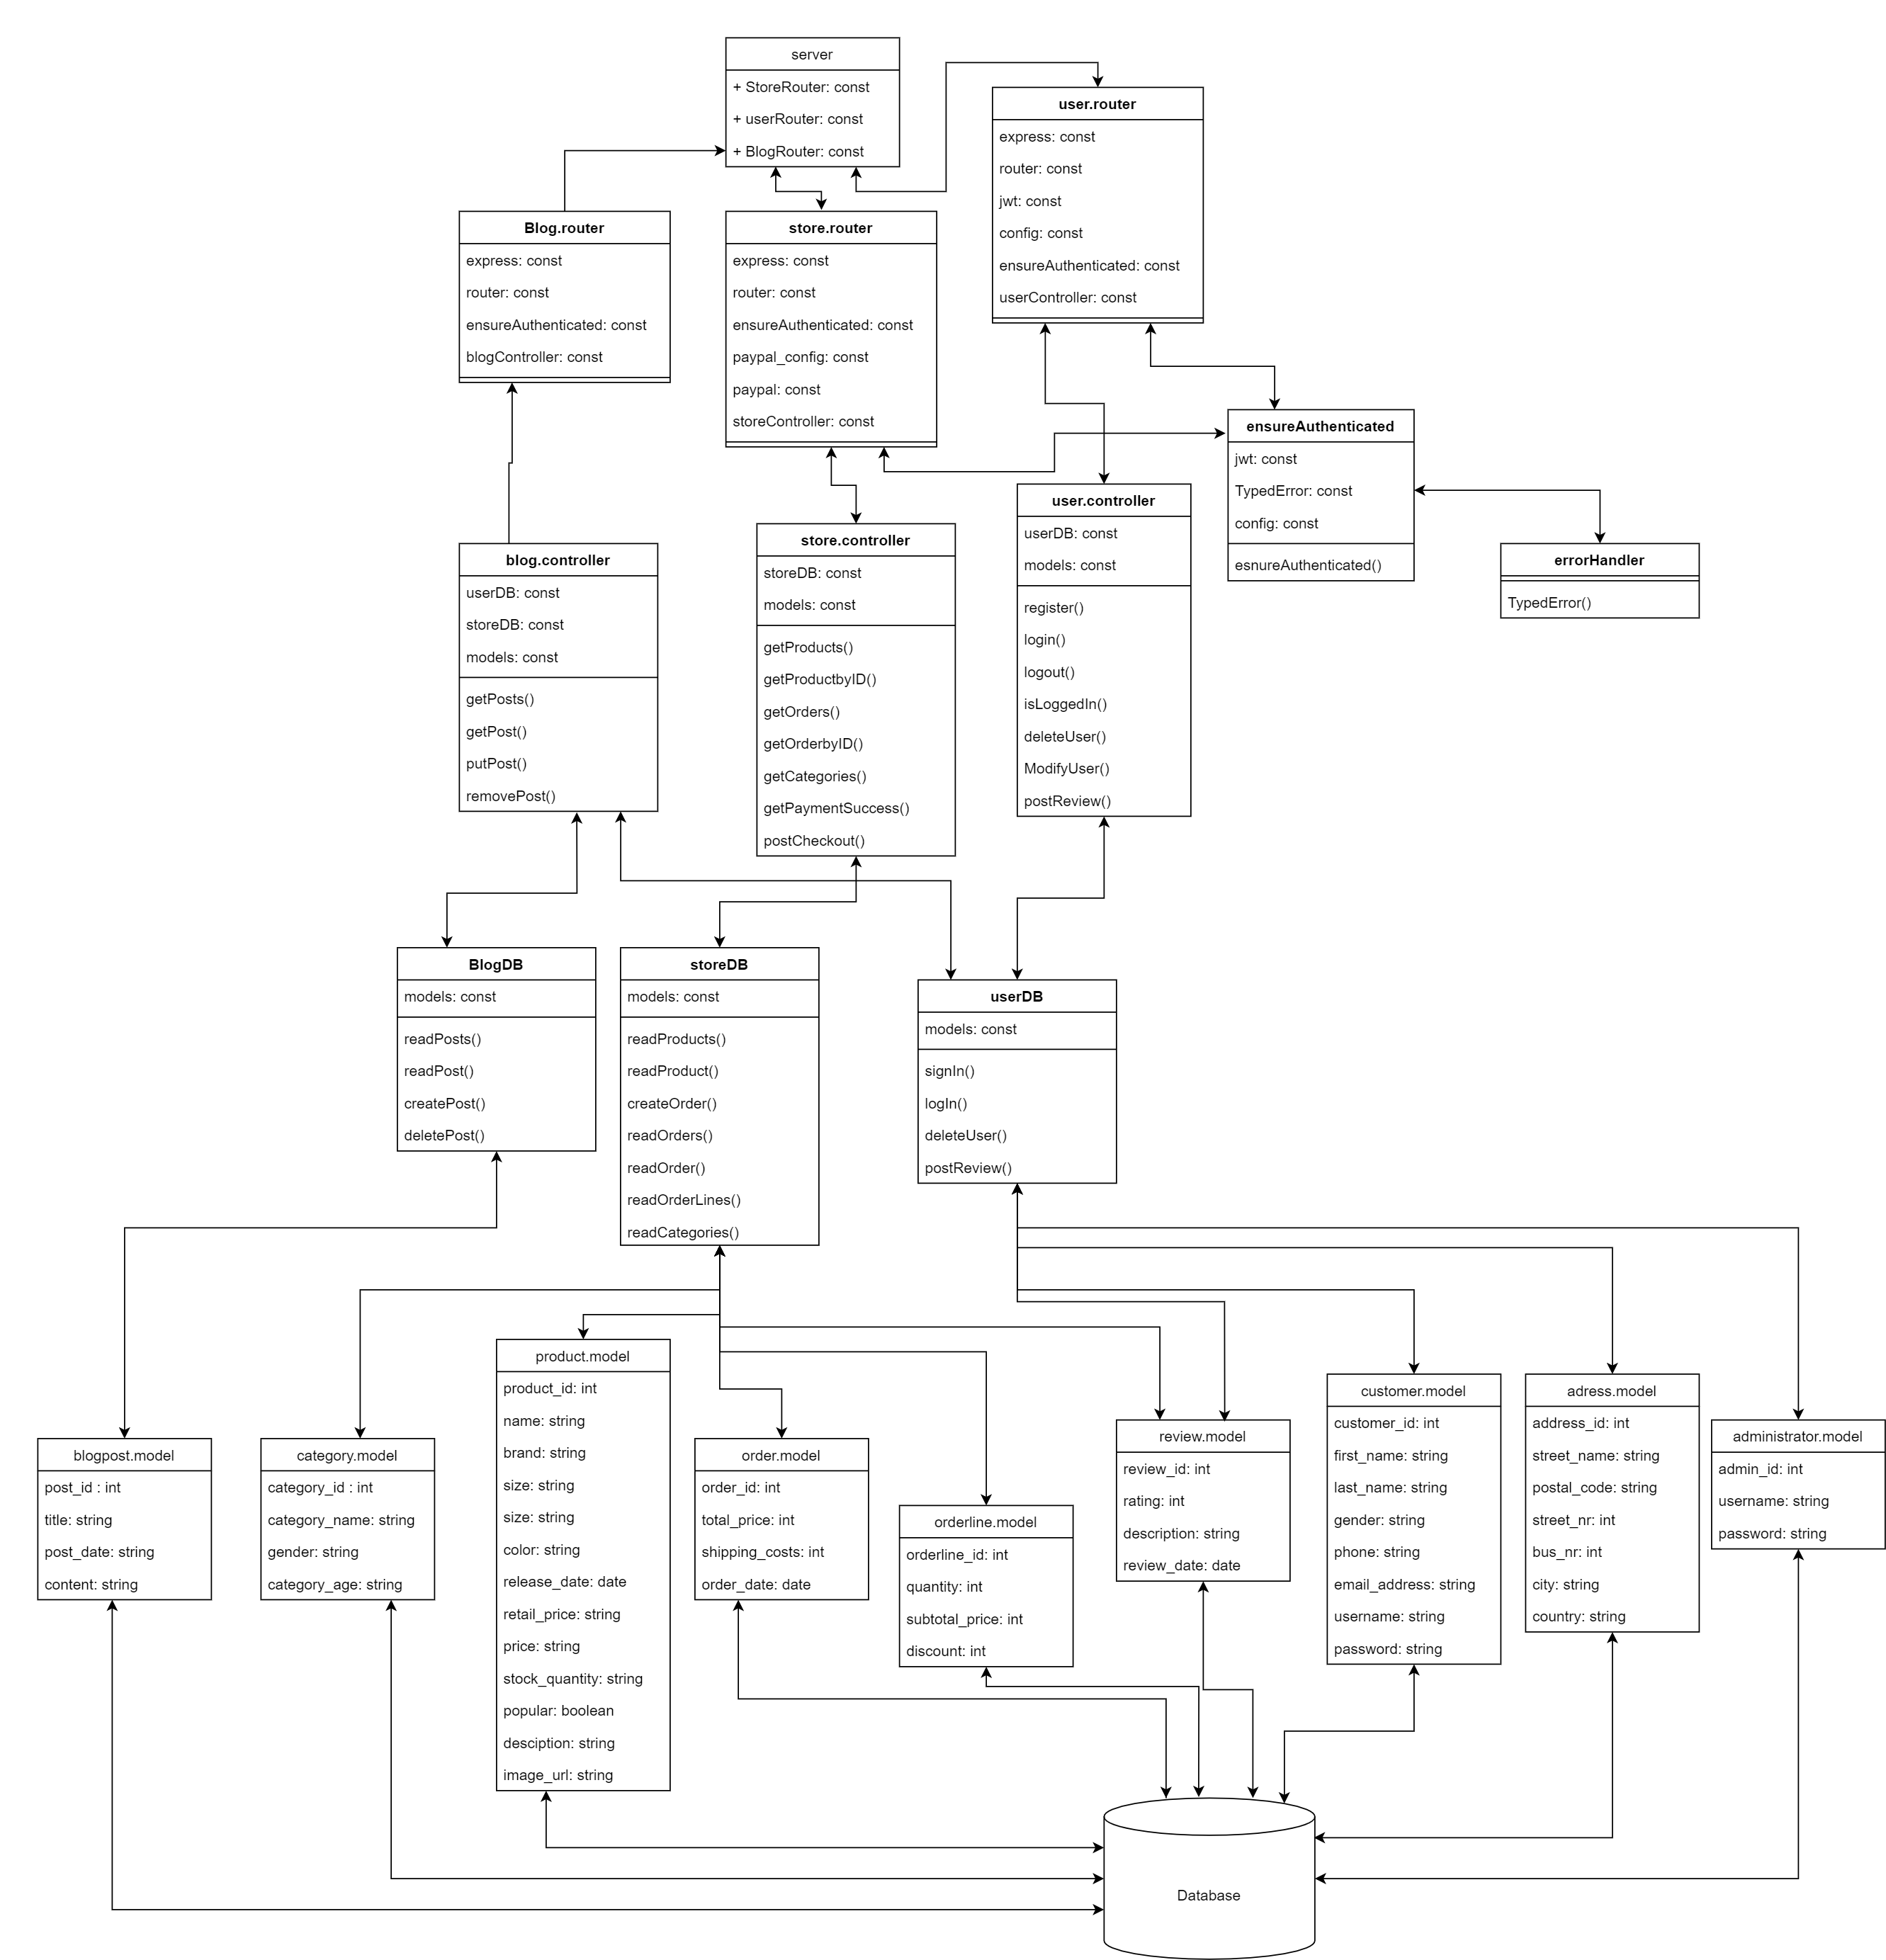 server
+ StoreRouter: const
+ userRouter: const
+ BlogRouter: const
user.router
express: const
router: const
jwt: const
config: const
ensureAuthenticated: const
userController: const
Blog.router
express: const
router: const
ensureAuthenticated: const
blogController: const
store.router
express: const
router: const
ensureAuthenticated: const
paypal_config: const
paypal: const
storeController: const
ensureAuthenticated
jwt: const
TypedError: const
config: const
esnureAuthenticated()
errorHandler
TypedError()
blog.controller
userDB: const
storeDB: const
models: const
getPosts()
getPost()
putPost()
removePost()
store.controller
storeDB: const
models: const
getProducts()
getProductbyID()
getOrders()
getOrderbyID()
getCategories()
getPaymentSuccess()
postCheckout()
user.controller
userDB: const
models: const
register()
login()
logout()
isLoggedIn()
deleteUser()
ModifyUser()
postReview()
BlogDB
models: const
readPosts()
readPost()
createPost()
deletePost()
storeDB
models: const
readProducts()
readProduct()
createOrder()
readOrders()
readOrder()
readOrderLines()
readCategories()
userDB
models: const
signIn()
logIn()
deleteUser()
postReview()
blogpost.model
post_id : int
title: string
post_date: string
content: string
category.model
category_id : int
category_name: string
gender: string
category_age: string
product.model
product_id: int
name: string
brand: string
size: string
size: string
color: string
release_date: date
retail_price: string
price: string
stock_quantity: string
popular: boolean
desciption: string
image_url: string
order.model
order_id: int
total_price: int
shipping_costs: int
order_date: date
orderline.model
orderline_id: int
quantity: int
subtotal_price: int
discount: int
review.model
review_id: int
rating: int
description: string
review_date: date
customer.model
customer_id: int
first_name: string
last_name: string
gender: string
phone: string
email_address: string
username: string
password: string
adress.model
address_id: int
street_name: string
postal_code: string
street_nr: int
bus_nr: int
city: string
country: string
administrator.model
admin_id: int
username: string
password: string
Database